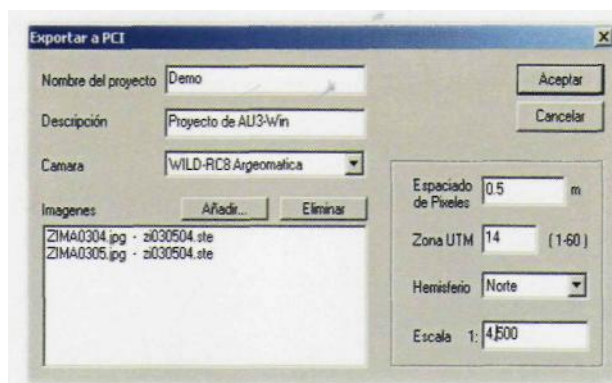 Exportar a PCI
Nombre del proyecto Demo
Aceptar
Descripción Proyecto de AU3-Win
Cancelar
Camara WILD-RC8 Argeomatica
Imagenes Añadir... Eliminar
ZIMA0304.jpg - zi030504.ste
ZIMA0305.jpg - zi030504.ste
Espaciado de Pixeles 0.5 m
Zona UTM 14 (1-60)
Hemisferio Norte
Escala 1: 4,500